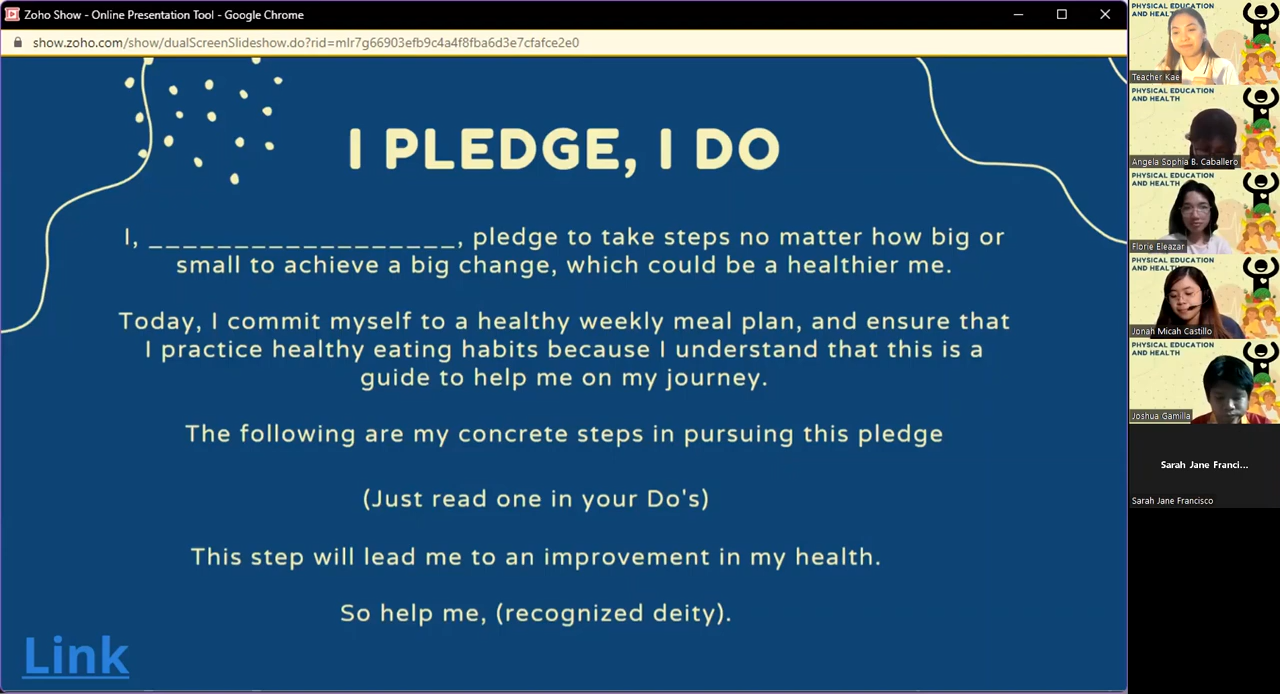 Zoho Show - Online Presentation Tool - Google Chrome
show.zoho.com/show/dualScreenSlideshow.do?rid=mlr7g66903efb9c4a4f8fba6d3e7cfafce2e0
I PLEDGE, I DO
I, __________________, pledge to take steps no matter how big or
small to achieve a big change, which could be a healthier me.
Today, I commit myself to a healthy weekly meal plan, and ensure that
I practice healthy eating habits because I understand that this is a
guide to help me on my journey.
The following are my concrete steps in pursuing this pledge
(Just read one in your Do's)
This step will lead me to an improvement in my health.
So help me, (recognized deity).
Link
PHYSICAL EDUCATION
AND HEALTH
Teacher Kae
PHYSICAL EDUCATION
AND HEALTH
Angela Sophia B. Caballero
PHYSICAL EDUCATION
AND HEALTH
Florie Eleazar
PHYSICAL EDUCATION
AND HEALTH
Jonah Micah Castillo
PHYSICAL EDUCATION
AND HEALTH
Joshua Gamilla
Sarah Jane Franci...
Sarah Jane Francisco